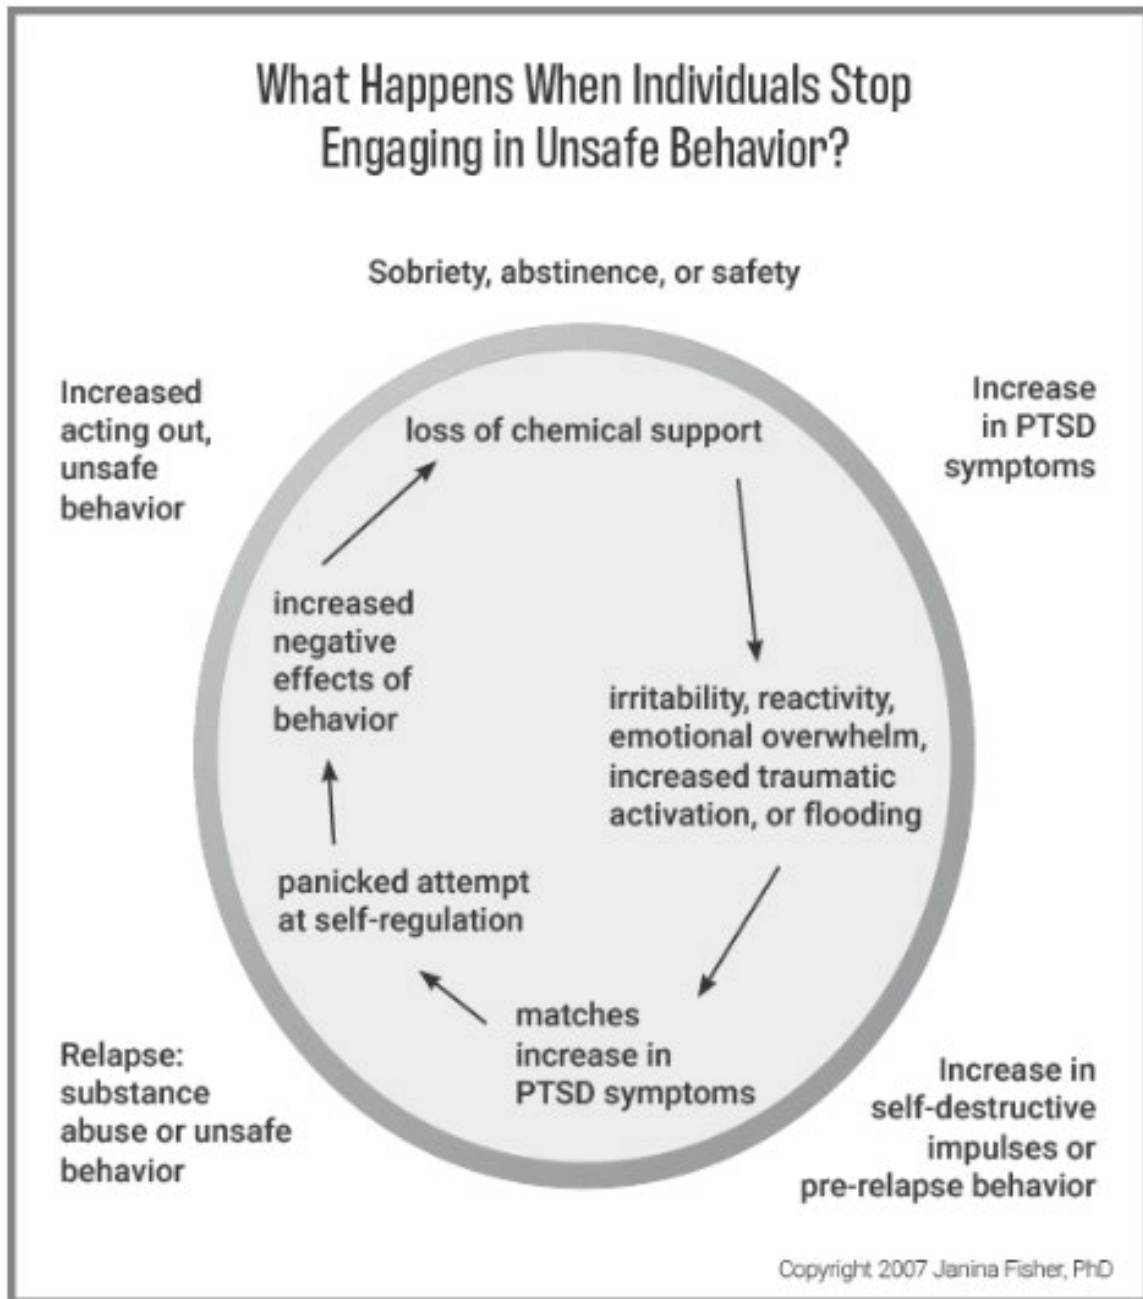 What Happens When Individuals Stop
Engaging in Unsafe Behavior?
Sobriety, abstinence, or safety
Increased
acting out,
unsafe
behavior
Increase
in PTSD
symptoms
loss of chemical support
irritability, reactivity,
emotional overwhelm,
increased traumatic
activation, or flooding
matches
increase in
PTSD symptoms
panicked attempt
at self-regulation
increased
negative
effects of
behavior
Relapse:
substance
abuse or unsafe
behavior
Increase in
self-destructive
impulses or
pre-relapse behavior
Copyright 2007 Janina Fisher, PhD